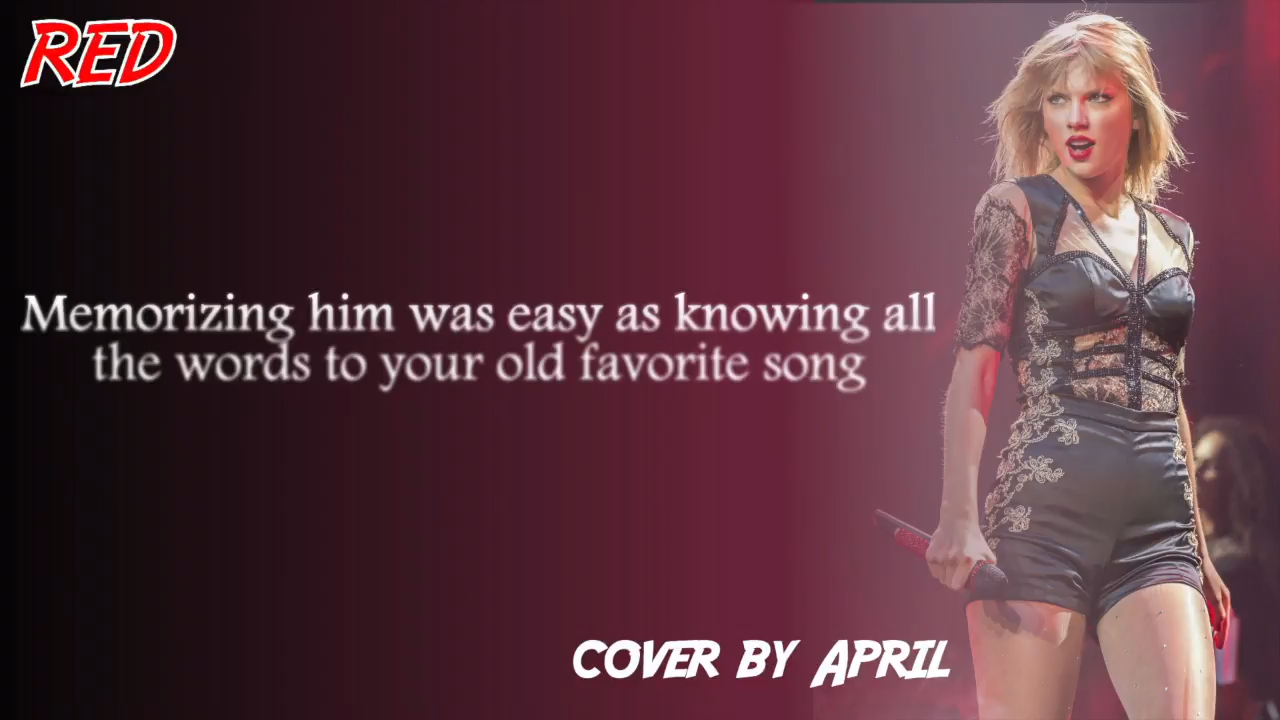 RED
Memorizing him was easy as knowing all
the words to your old favorite song
COVER BY APRIL